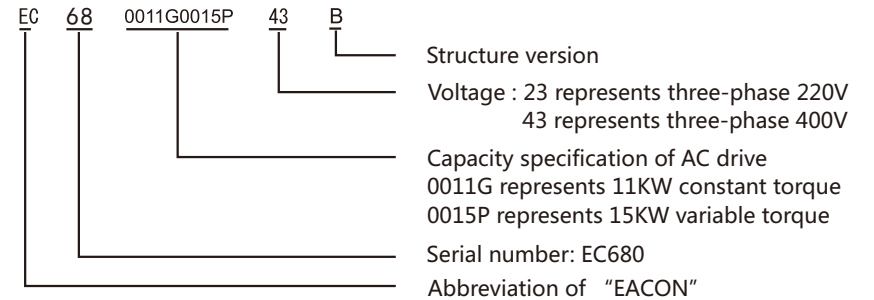 EC 68 0011G0015P 43 B
Structure version
Voltage : 23 represents three-phase 220V
43 represents three-phase 400V
Capacity specification of AC drive
0011G represents 11KW constant torque
0015P represents 15KW variable torque
Serial number: EC680
Abbreviation of “EACON”